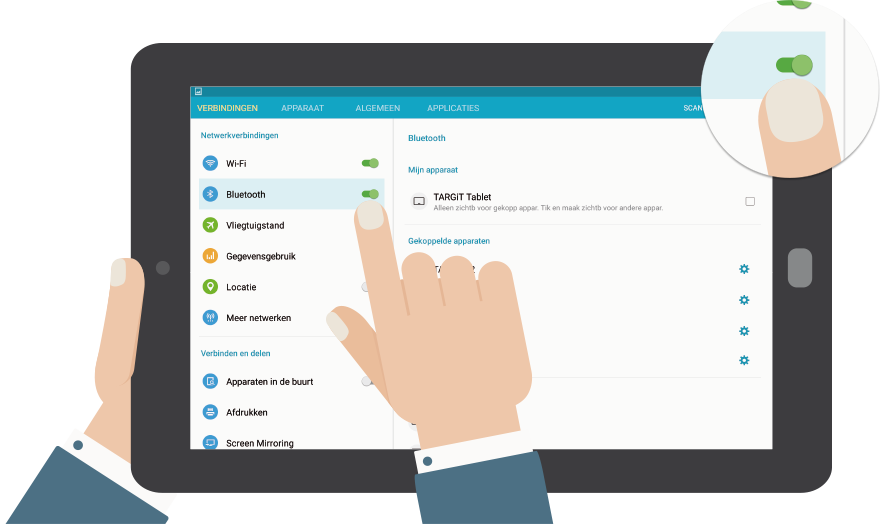 VERBINDINGEN APPARAAT ALGEMEEN APPLICATIES SCAN
Netwerkverbindingen
Wi-Fi
Bluetooth
Vliegtuigstand
Gegevensgebruik
Locatie
Meer netwerken
Verbinden en delen
Apparaten in de buurt
Afdrukken
Screen Mirroring
Bluetooth
Mijn apparaat
TARGIT Tablet
Alleen zichtb voor gekopp appar. Tik en maak zichtb voor andere appar.
Gekoppelde apparaten